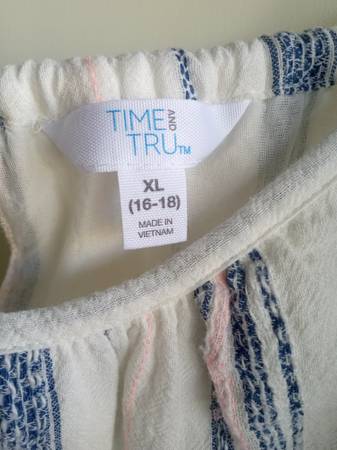 TIME AND
TRU™
XL
(16-18)
MADE IN
VIETNAM